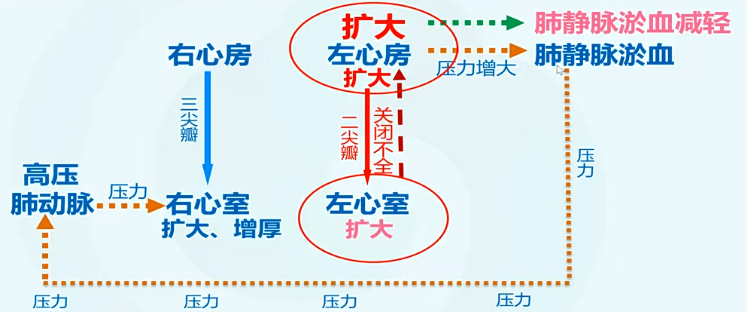 扩大
肺静脉淤血减轻
右心房
左心房
肺静脉淤血
扩大
压力增大
三尖瓣
二尖瓣
关闭不全
压力
高压
肺动脉
压力
右心室
左心室
扩大、增厚
扩大
压力
压力
压力
压力